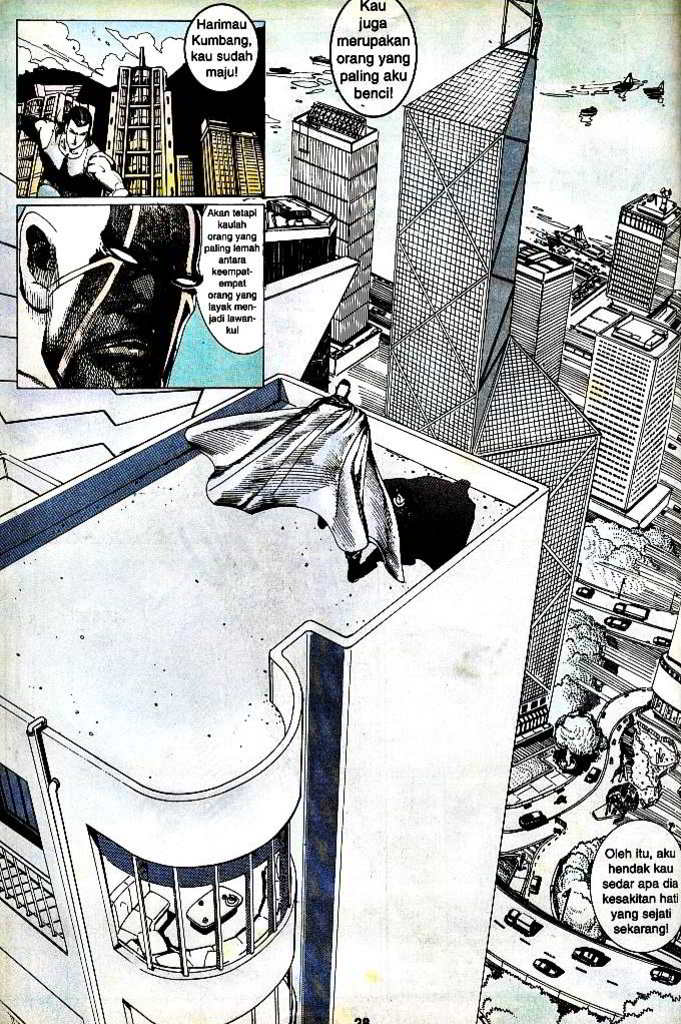 Harimau
Kumbang,
kau sudah
maju!
Kau
juga
merupakan
orang yang
paling aku
benci!
Akan tetapi
kaulah
orang yang
paling lemah
antara
keempat-
empat
orang yang
layak men-
jadi lawan-
ku!
Oleh itu, aku
hendak kau
sedar apa dia
kesakitan hati
yang sejati
sekarang!
28